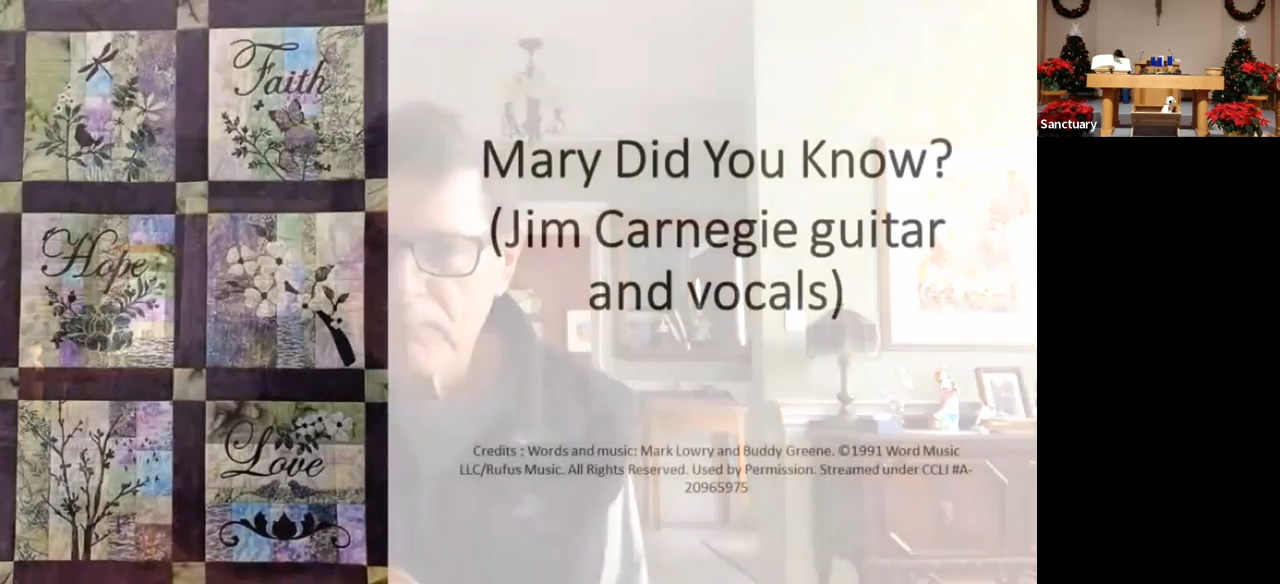 Faith
Hope
Love
Mary Did You Know?
(Jim Carnegie guitar
and vocals)
Credits : Words and music: Mark Lowry and Buddy Greene. ©1991 Word Music
LLC/Rufus Music. All Rights Reserved. Used by Permission. Streamed under CCLI #A-
20965975
Sanctuary